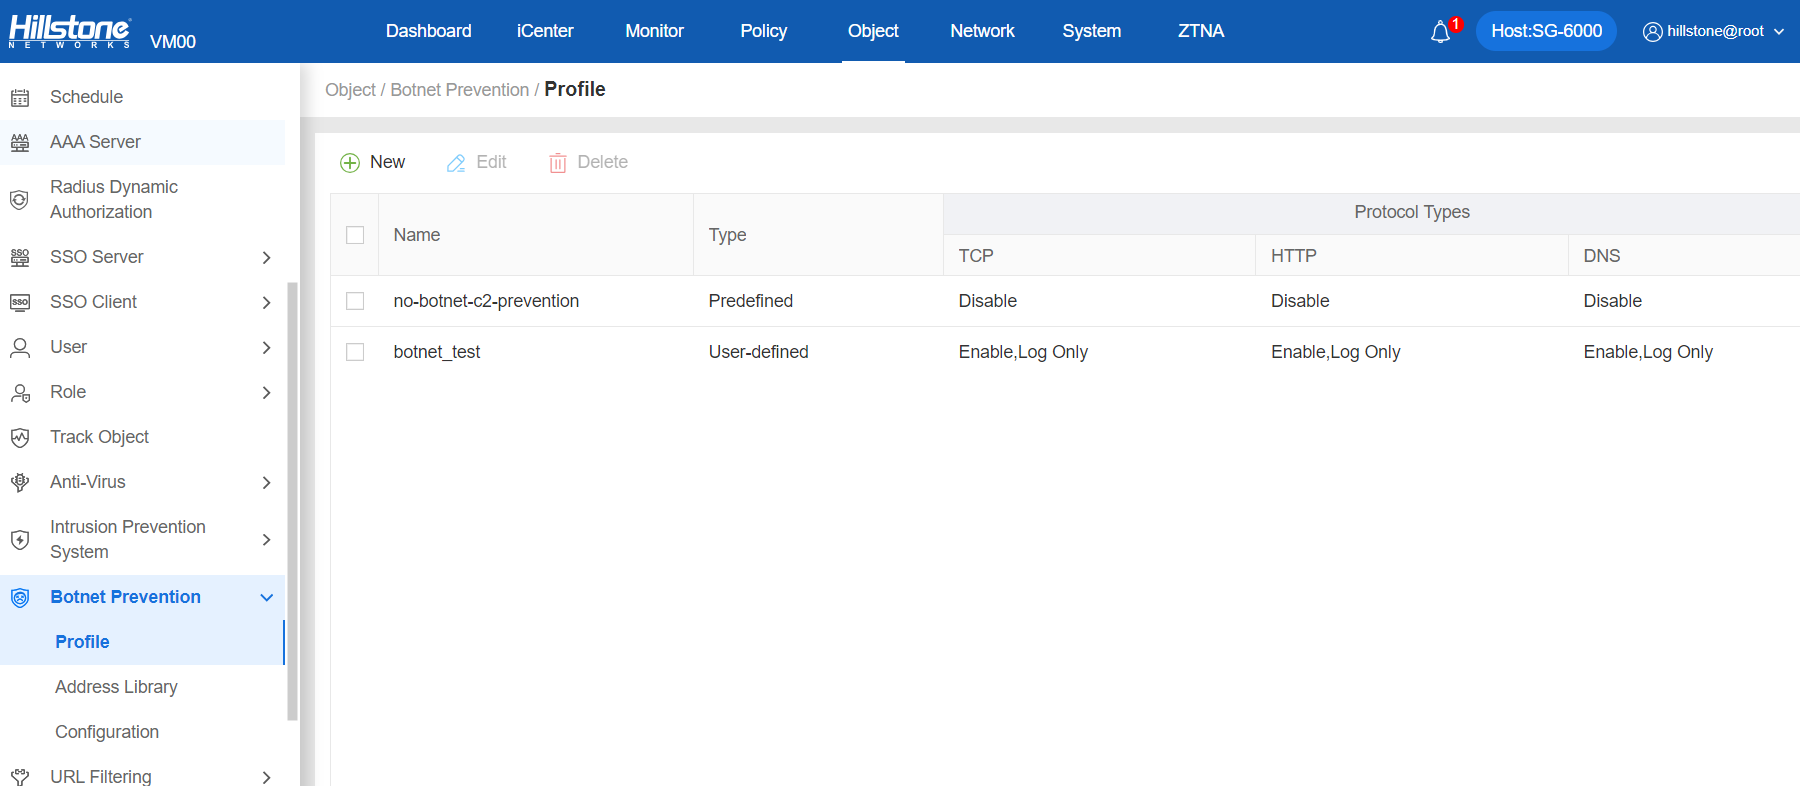 Hillstone
NETWORKS
VM00
Dashboard
iCenter
Monitor
Policy
Object
Network
System
ZTNA
1
Host:SG-6000
hillstone@root
Schedule
AAA
AAA Server
Radius Dynamic
Authorization
SSO
SSO Server
SSO
SSO Client
User
Role
Track Object
Anti-Virus
Intrusion Prevention
System
Botnet Prevention
Profile
Address Library
Configuration
URL Filtering
Object / Botnet Prevention / Profile
New
Edit
Delete
Name
Type
Protocol Types
TCP
HTTP
DNS
no-botnet-c2-prevention
Predefined
Disable
Disable
Disable
botnet_test
User-defined
Enable,Log Only
Enable,Log Only
Enable,Log Only